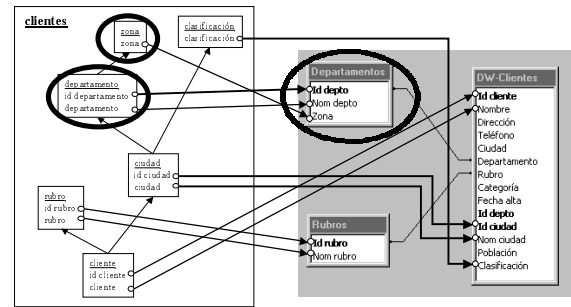 clientes
zona
zona
clasificación
clasificación
departamento
id departamento
departamento
ciudad
id ciudad
ciudad
rubro
id rubro
rubro
cliente
id cliente
cliente
Departamentos
Id depto
Nom depto
Zona
Rubros
Id rubro
Nom rubro
DW-Clientes
Id cliente
Nombre
Dirección
Teléfono
Ciudad
Departamento
Rubro
Categoría
Fecha alta
Id depto
Id ciudad
Nom ciudad
Población
Clasificación